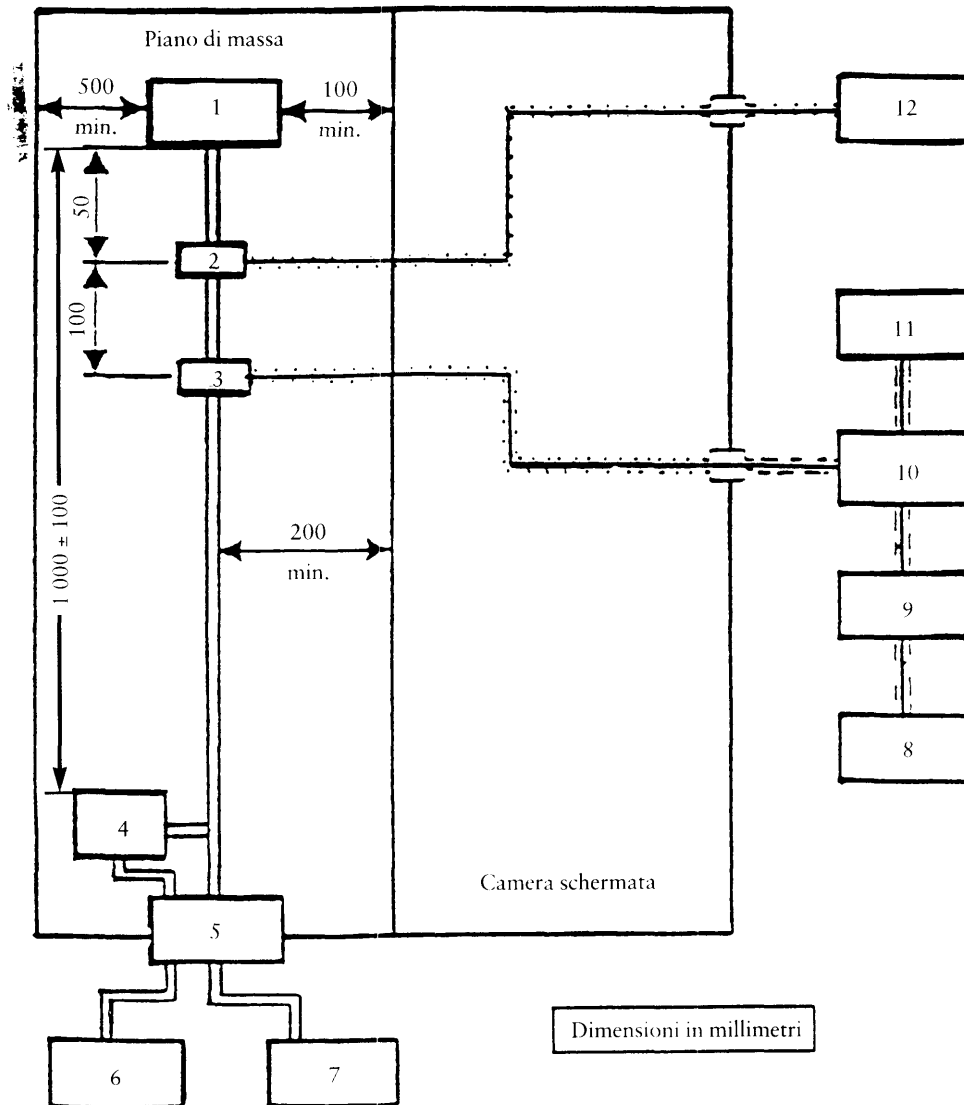 Piano di massa
500
min.
1
100
min.
12
50
2
100
11
3
10
1 000 ± 100
200
min.
9
8
4
Camera schermata
5
Dimensioni in millimetri
6
7